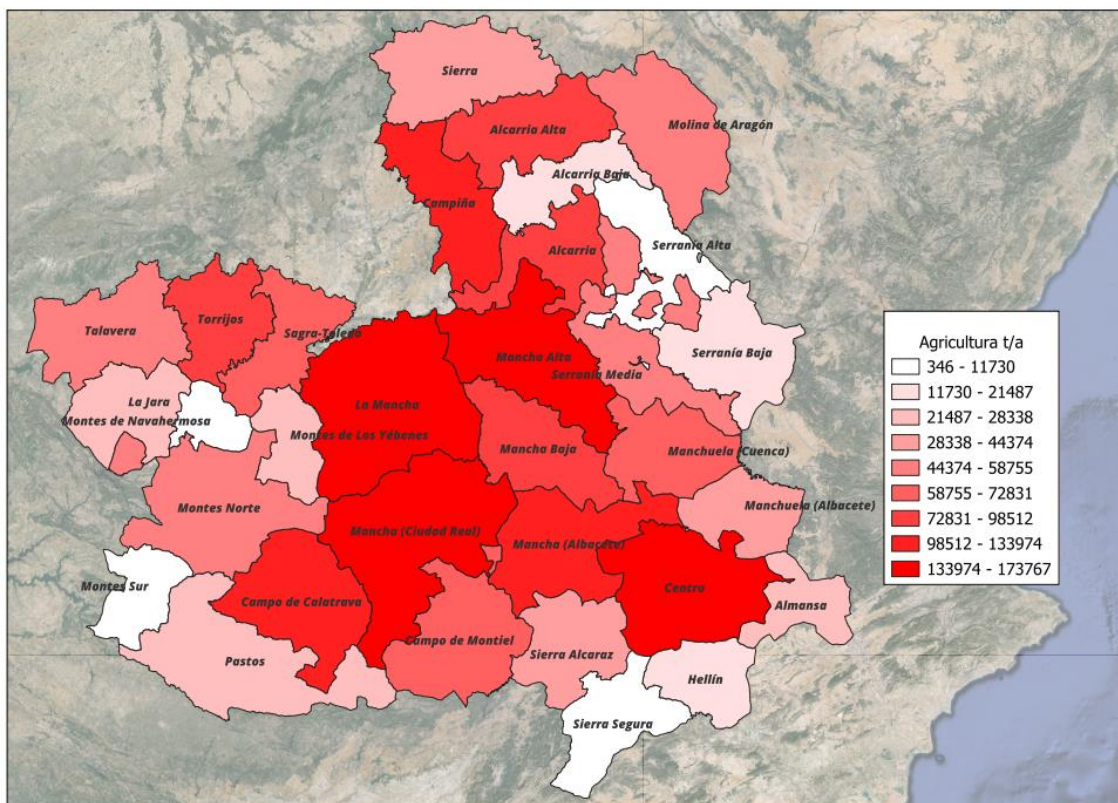 Sierra
Alcarria Alta
Molina de Aragón
Alcarria Baja
Campiña
Serranía Alta
Alcarria
Talavera
Torrijos
Sagra-Toledo
Mancha Alta
Serranía Baja
Serranía Media
La Jara
La Mancha
Montes de Navahermosa
Montes de Los Yébenes
Mancha Baja
Manchuela (Cuenca)
Montes Norte
Manchuela (Albacete)
Mancha (Ciudad Real)
Mancha (Albacete)
Montes Sur
Campo de Calatrava
Centro
Almansa
Campo de Montiel
Sierra Alcaraz
Pastos
Hellín
Sierra Segura
Agricultura t/a
346 - 11730
11730 - 21487
21487 - 28338
28338 - 44374
44374 - 58755
58755 - 72831
72831 - 98512
98512 - 133974
133974 - 173767